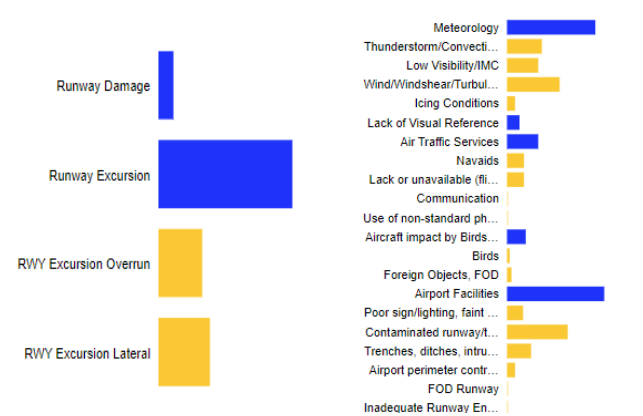 Runway Damage
Runway Excursion
RWY Excursion Overrun
RWY Excursion Lateral
Meteorology
Thunderstorm/Convecti...
Low Visibility/IMC
Wind/Windshear/Turbul...
Icing Conditions
Lack of Visual Reference
Air Traffic Services
Navaids
Lack or unavailable (fli...
Communication
Use of non-standard ph...
Aircraft impact by Birds...
Birds
Foreign Objects, FOD
Airport Facilities
Poor sign/lighting, faint ...
Contaminated runway/t...
Trenches, ditches, intru...
Airport perimeter contr...
FOD Runway
Inadequate Runway En...